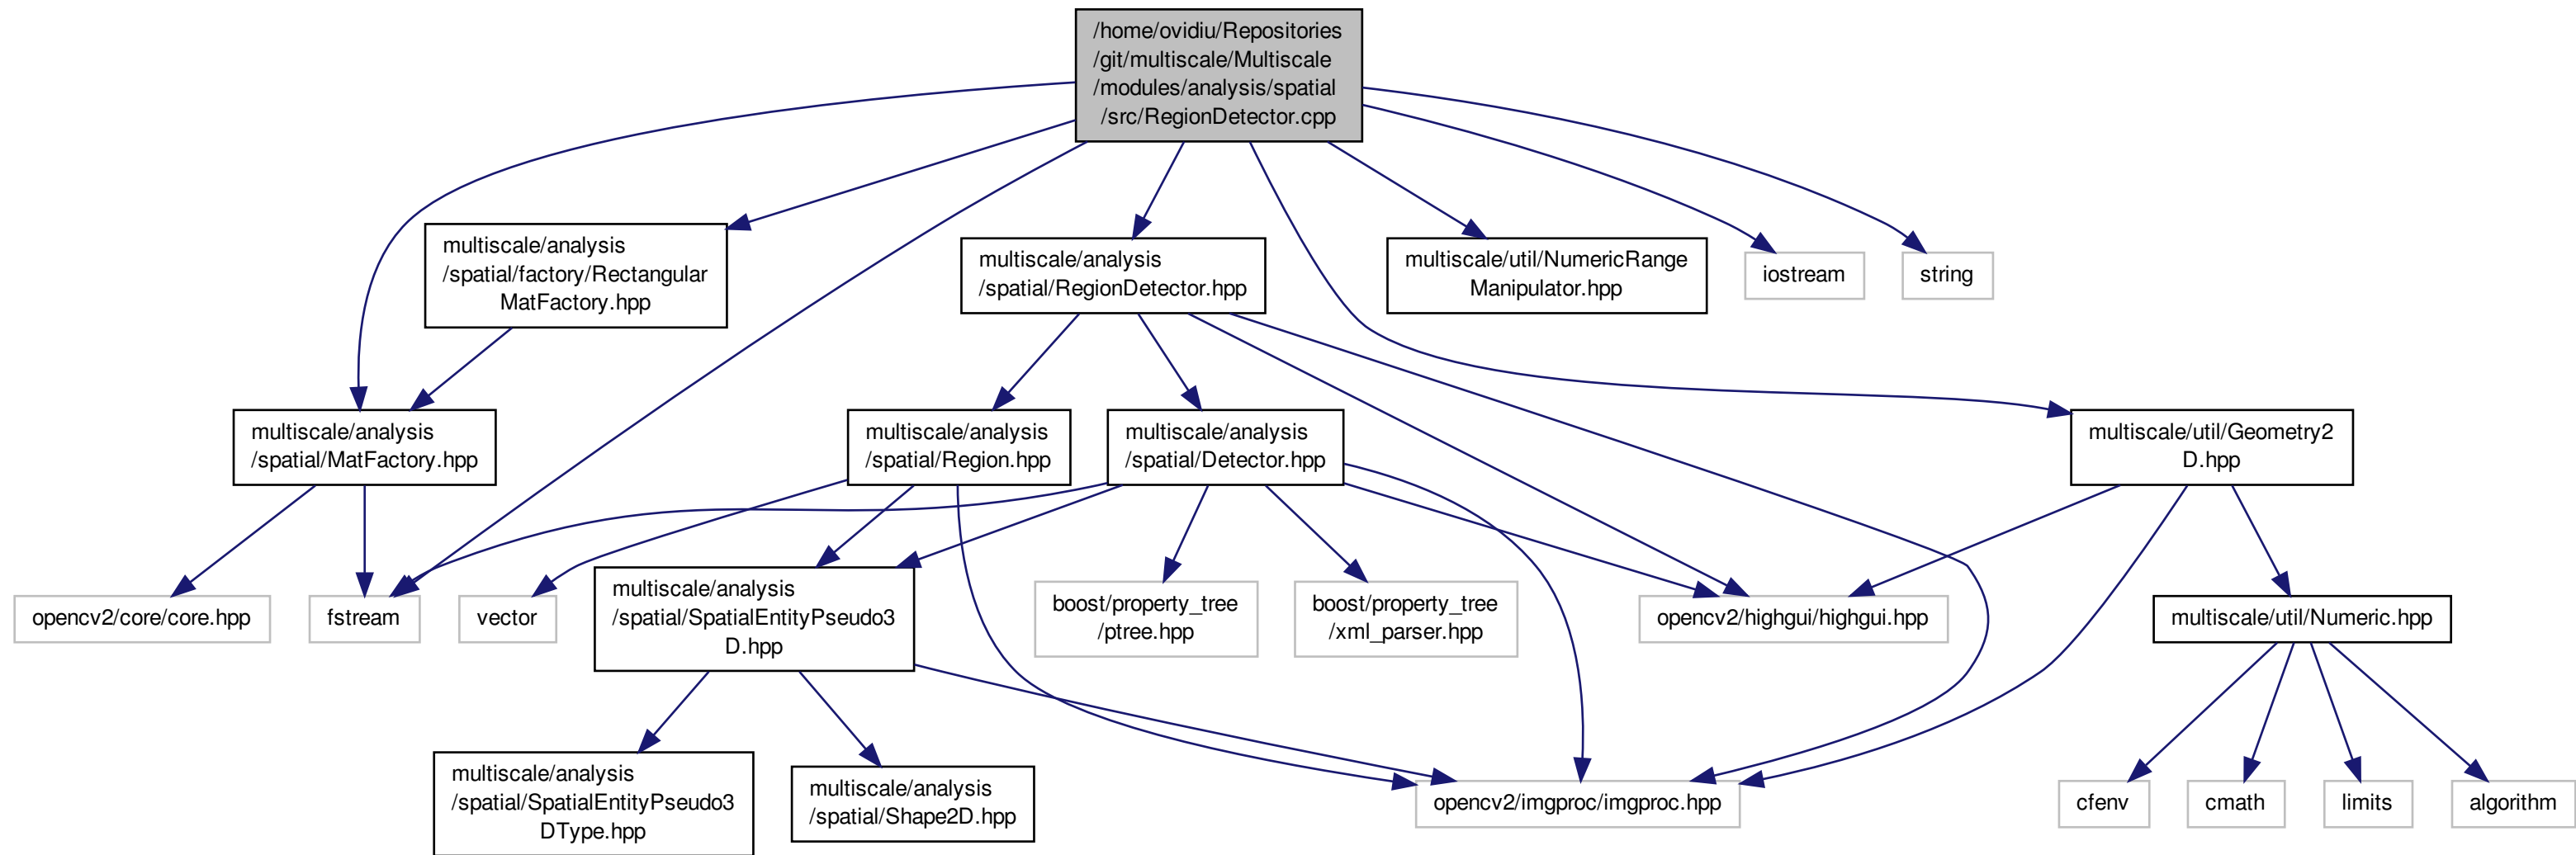 /home/ovidiu/Repositories
/git/multiscale/Multiscale
/modules/analysis/spatial
/src/RegionDetector.cpp
multiscale/analysis
/spatial/factory/Rectangular
MatFactory.hpp
multiscale/analysis
/spatial/RegionDetector.hpp
multiscale/util/NumericRange
Manipulator.hpp
iostream
string
multiscale/analysis
/spatial/MatFactory.hpp
multiscale/analysis
/spatial/Region.hpp
multiscale/analysis
/spatial/Detector.hpp
multiscale/util/Geometry2
D.hpp
opencv2/core/core.hpp
fstream
vector
multiscale/analysis
/spatial/SpatialEntityPseudo3
D.hpp
boost/property_tree
/ptree.hpp
boost/property_tree
/xml_parser.hpp
opencv2/highgui/highgui.hpp
multiscale/util/Numeric.hpp
multiscale/analysis
/spatial/SpatialEntityPseudo3
DType.hpp
multiscale/analysis
/spatial/Shape2D.hpp
opencv2/imgproc/imgproc.hpp
cfenv
cmath
limits
algorithm